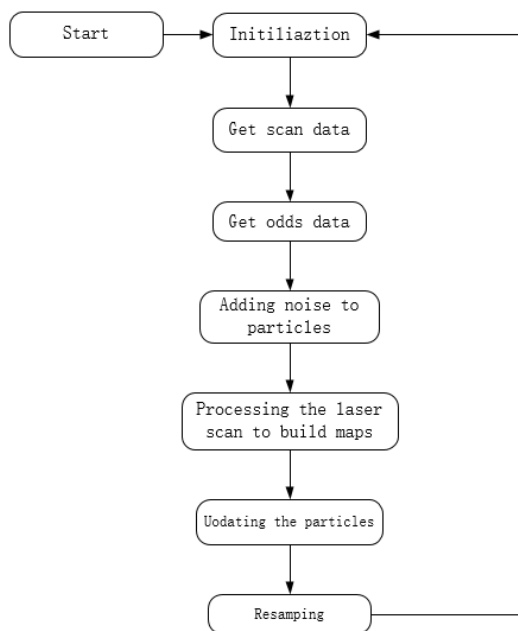 Start
Initiliaztion
Get scan data
Get odds data
Adding noise to
particles
Processing the laser
scan to build maps
Uodating the particles
Resamping